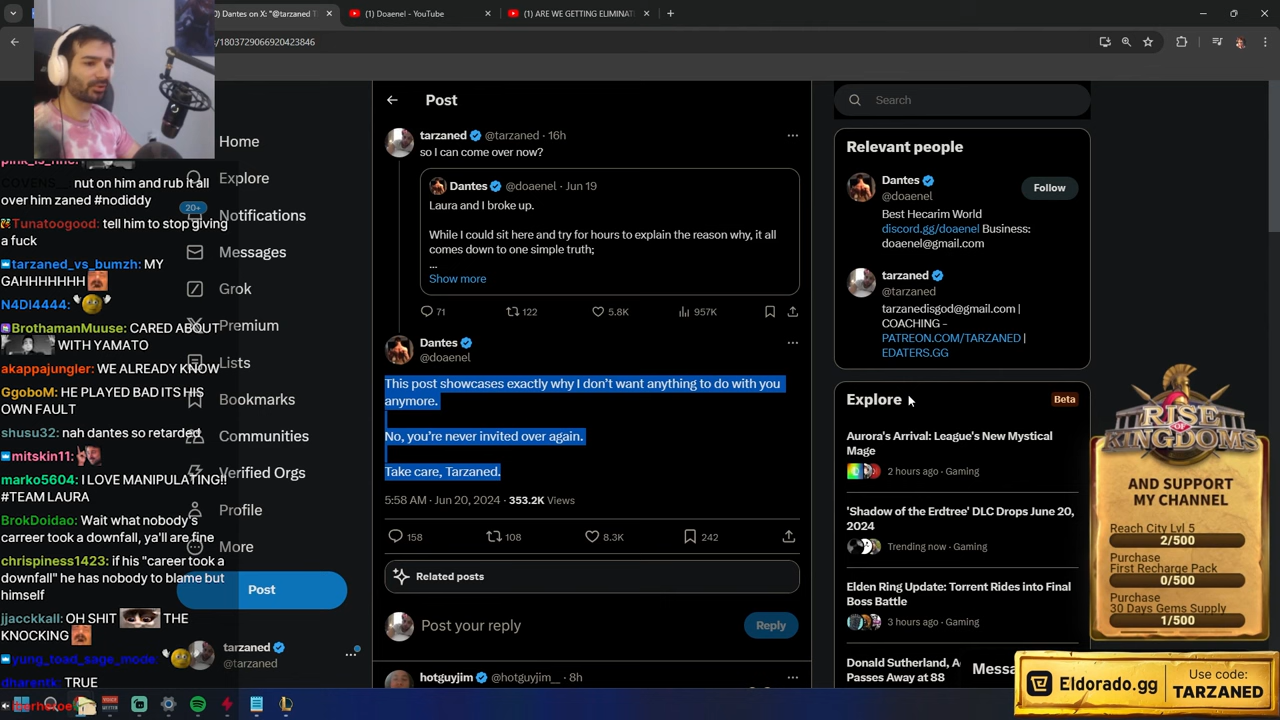 Dantes on X: "@tarzaned T
(1) Doaenel - YouTube
(1) ARE WE GETTING ELIMINAT
/1803729066920423846
Home
Explore
20+
Notifications
Messages
Grok
Premium
Lists
Bookmarks
Communities
Verified Orgs
Profile
More
Post
tarzaned
@tarzaned
nut on him and rub it all
over him zaned #nodiddy
Tunatoogood: tell him to stop giving
a fuck
tarzaned_vs_bumzh: MY
GAHHHHHHH
N4Di4444:
BrothamanMuuse: CARED ABOUT
WITH YAMATO
akappajungler: WE ALREADY KNOW
GgoboM: HE PLAYED BAD ITS HIS
OWN FAULT
shusu32: nah dantes so retarded
mitskin11:
marko5604: I LOVE MANIPULATING!!
#TEAM LAURA
BrokDoidao: Wait what nobody's
carreer took a downfall, ya'll are fine
chrispiness1423: if his "career took a
downfall" he has nobody to blame but
himself
jjacckkall: OH SHIT THE
KNOCKING
yung_toad_sage_mode:
dharentk: TRUE
Post
tarzaned @tarzaned · 16h
so I can come over now?
Dantes @doaenel · Jun 19
Laura and I broke up.
While I could sit here and try for hours to explain the reason why, it all
comes down to one simple truth;
...
Show more
71 122 5.8K 957K
Dantes
@doaenel
This post showcases exactly why I don't want anything to do with you
anymore.
No, you're never invited over again.
Take care, Tarzaned.
5:58 AM · Jun 20, 2024 · 353.2K Views
158 108 8.3K 242
Related posts
Post your reply
Reply
hotguyjim @hotguyjim_ · 8h
Search
Relevant people
Dantes
@doaenel
Follow
Best Hecarim World
discord.gg/doaenel Business:
doaenel@gmail.com
tarzaned
@tarzaned
tarzanedisgod@gmail.com |
COACHING -
PATREON.COM/TARZANED |
EDATERS.GG
Explore
Beta
Aurora's Arrival: League's New Mystical
Mage
2 hours ago · Gaming
'Shadow of the Erdtree' DLC Drops June 20,
2024
Trending now · Gaming
Elden Ring Update: Torrent Rides into Final
Boss Battle
3 hours ago · Gaming
Donald Sutherland,
Passes Away at 88
RISE OF
KINGDOMS
AND SUPPORT
MY CHANNEL
Reach City Lvl 5
2/500
Purchase
First Recharge Pack
0/500
Purchase
30 Days Gems Supply
1/500
Eldorado.gg
Use code:
TARZANED